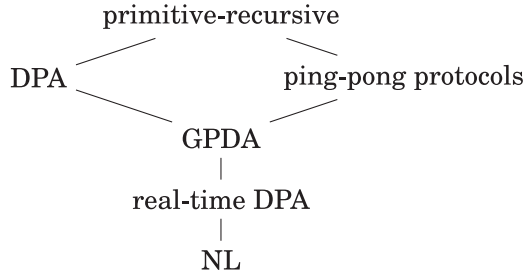 primitive-recursive
DPA
ping-pong protocols
GPDA
real-time DPA
NL